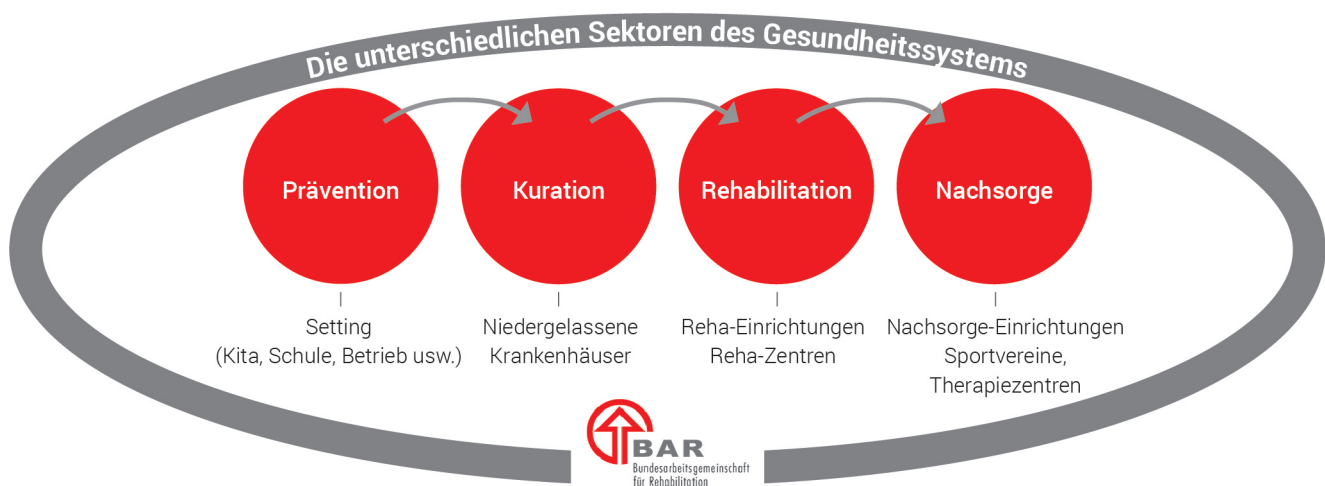 Die unterschiedlichen Sektoren des Gesundheitssystems
Prävention
Kuration
Rehabilitation
Nachsorge
Setting
(Kita, Schule, Betrieb usw.)
Niedergelassene
Krankenhäuser
Reha-Einrichtungen
Reha-Zentren
Nachsorge-Einrichtungen
Sportvereine,
Therapiezentren
BAR
Bundesarbeitsgemeinschaft
für Rehabilitation